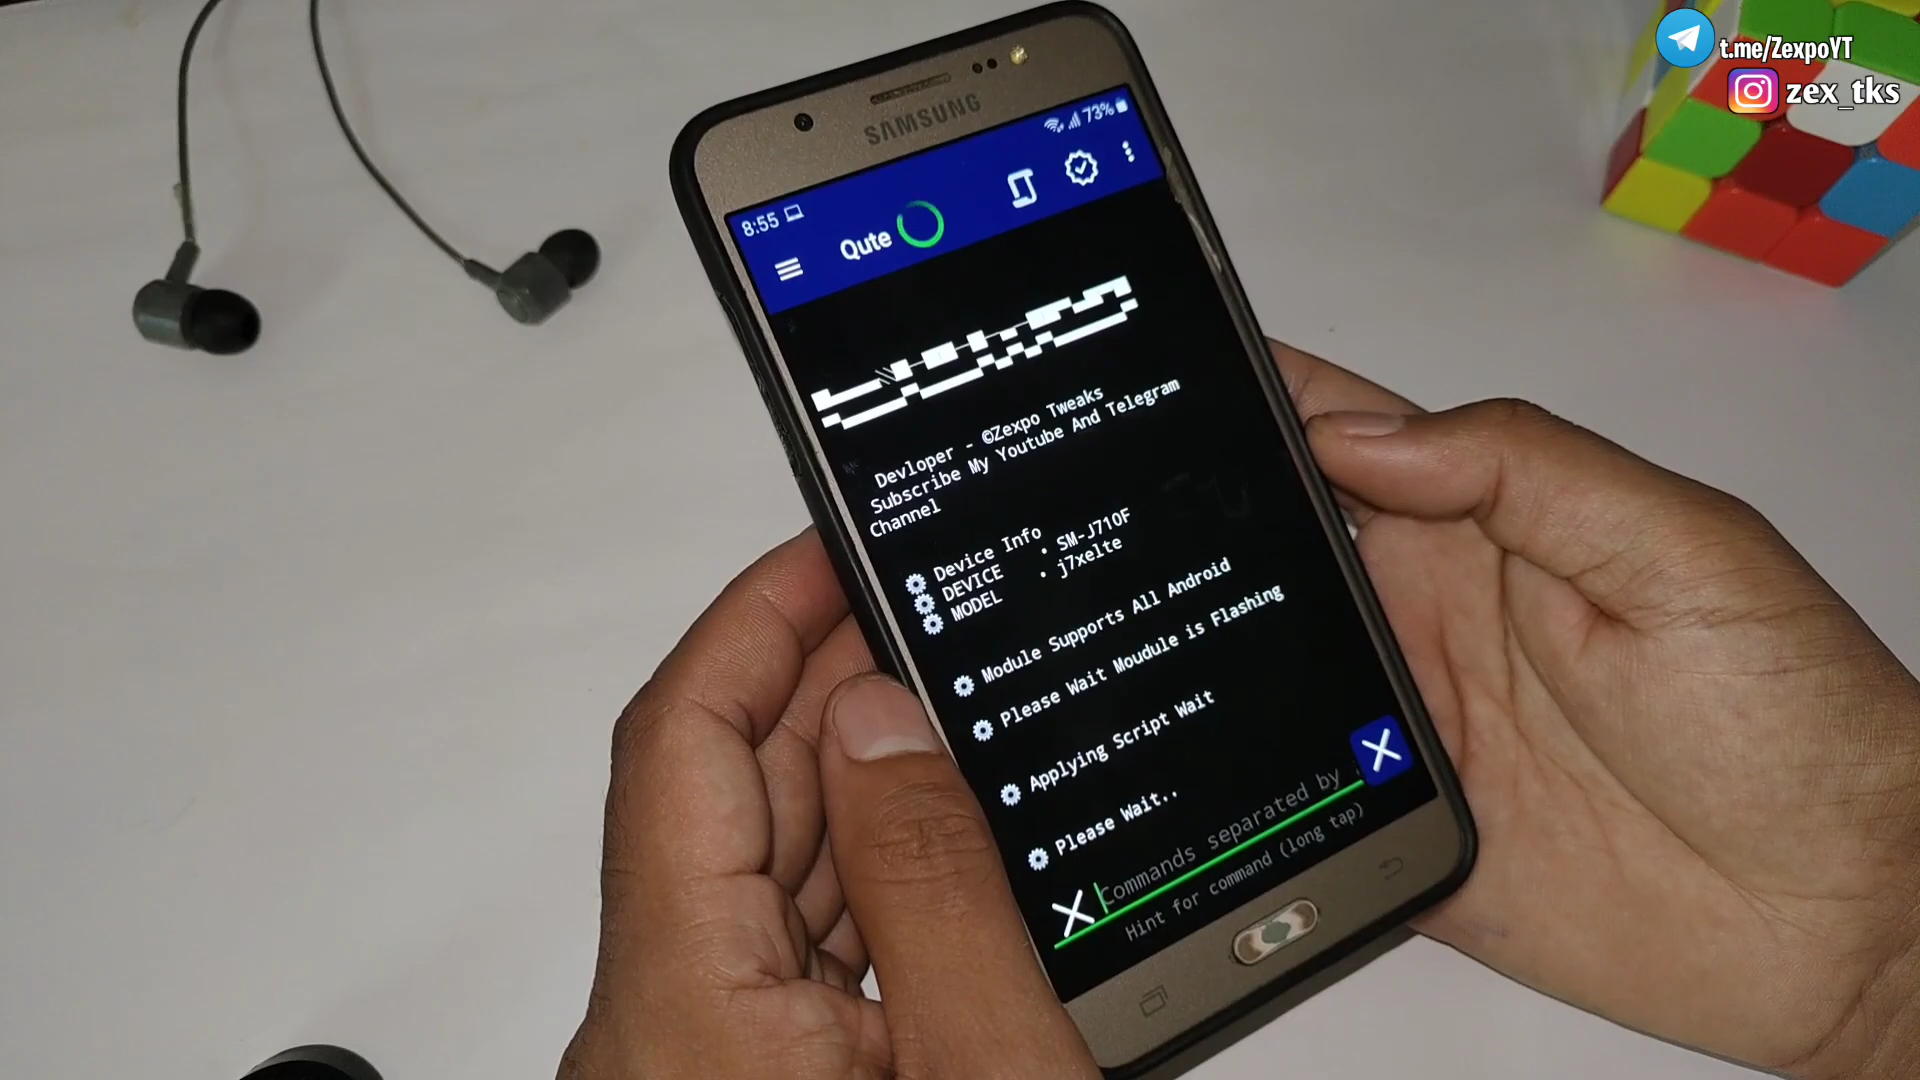 t.me/ZexpoYT
zex_tks
SAMSUNG
8:55
73%
Qute
Devloper - ©Zexpo Tweaks
Subscribe My Youtube And Telegram
Channel
Device Info
DEVICE • SM-J710F
MODEL • j7xelte
Module Supports All Android
Please Wait Moudule is Flashing
Applying Script Wait
Please Wait..
Commands separated by
Hint for command (long tap)